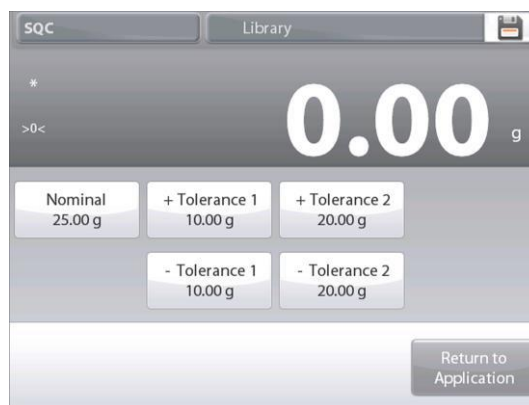 SQC Library
*
0.00 g
>0<
Nominal + Tolerance 1 + Tolerance 2
25.00 g 10.00 g 20.00 g
- Tolerance 1 - Tolerance 2
10.00 g 20.00 g
Return to
Application